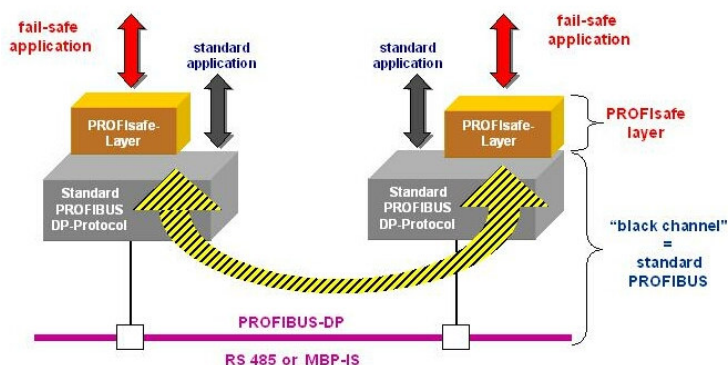 fail-safe
application
standard
application
standard
application
fail-safe
application
PROFIsafe-
Layer
PROFIsafe-
Layer
PROFIsafe
layer
Standard
PROFIBUS
DP-Protocol
Standard
PROFIBUS
DP-Protocol
"black channel"
=
standard
PROFIBUS
PROFIBUS-DP
RS 485 or MBP-IS